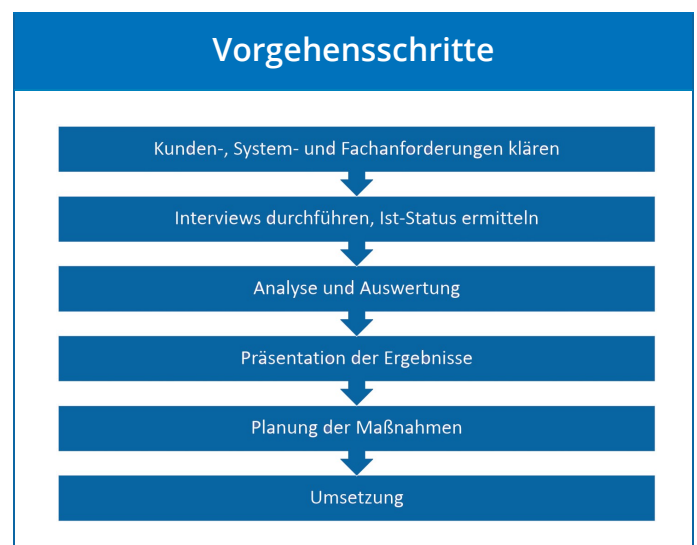 Vorgehensschritte
Kunden-, System- und Fachanforderungen klären
Interviews durchführen, Ist-Status ermitteln
Analyse und Auswertung
Präsentation der Ergebnisse
Planung der Maßnahmen
Umsetzung